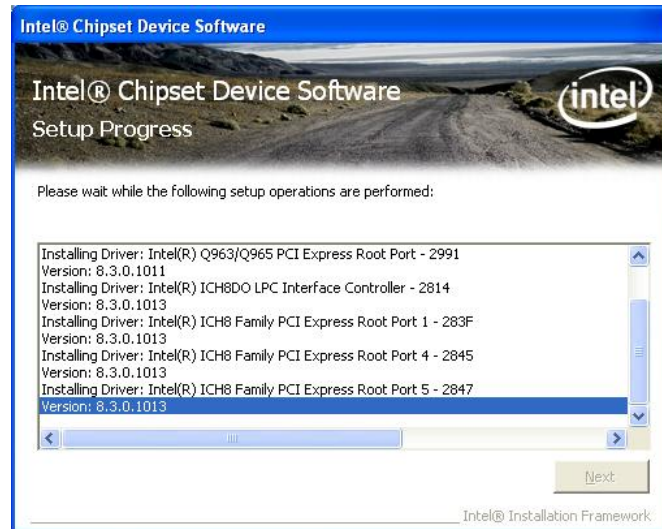 Intel® Chipset Device Software
Intel® Chipset Device Software
intel
Setup Progress
Please wait while the following setup operations are performed:
Installing Driver: Intel(R) Q963/Q965 PCI Express Root Port - 2991
Version: 8.3.0.1011
Installing Driver: Intel(R) ICH8DO LPC Interface Controller - 2814
Version: 8.3.0.1013
Installing Driver: Intel(R) ICH8 Family PCI Express Root Port 1 - 283F
Version: 8.3.0.1013
Installing Driver: Intel(R) ICH8 Family PCI Express Root Port 4 - 2845
Version: 8.3.0.1013
Installing Driver: Intel(R) ICH8 Family PCI Express Root Port 5 - 2847
Version: 8.3.0.1013
Next
Intel® Installation Framework